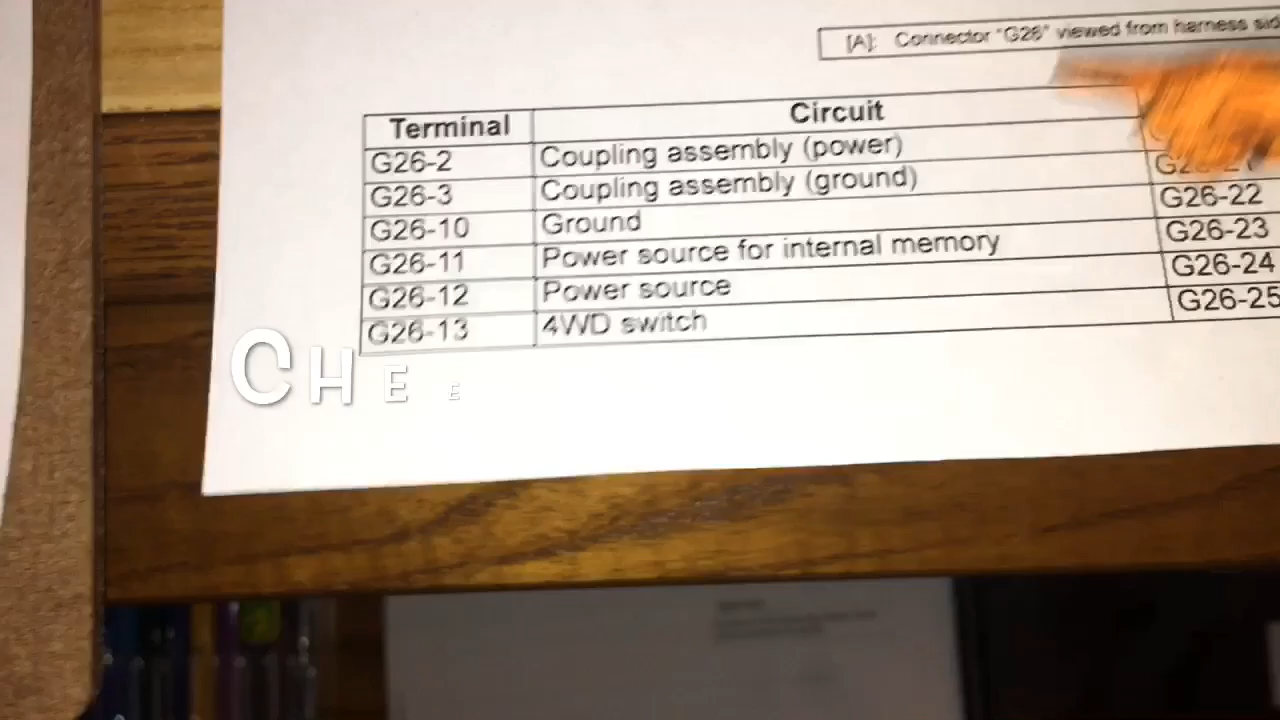 [A]: Connector "G26" viewed from harness
Terminal Circuit
G26-2 Coupling assembly (power)
G26-3 Coupling assembly (ground) G26-22
G26-10 Ground G26-23
G26-11 Power source for internal memory G26-24
G26-12 Power source G26-25
G26-13 4WD switch
CHEE